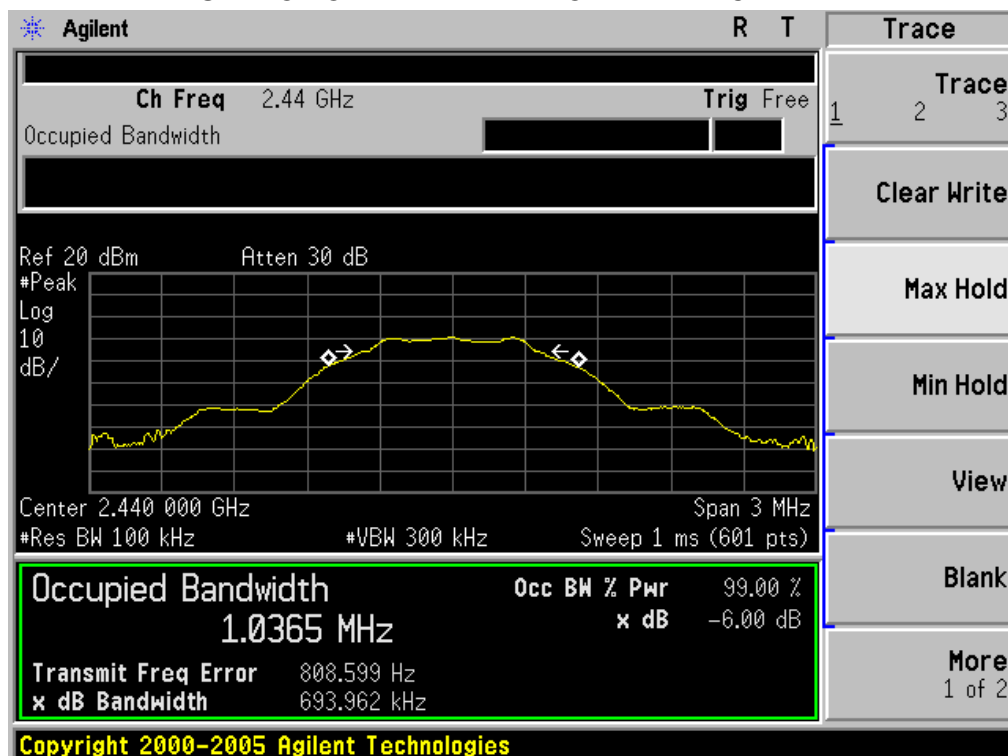 Agilent R T Trace
Ch Freq 2.44 GHz Trig Free
Occupied Bandwidth
Trace
1 2 3
Clear Write
Ref 20 dBm Atten 30 dB
#Peak
Log
10
dB/
Max Hold
Min Hold
View
Center 2.440 000 GHz Span 3 MHz
#Res BW 100 kHz #VBW 300 kHz Sweep 1 ms (601 pts)
Occupied Bandwidth Occ BW % Pwr 99.00 %
1.0365 MHz x dB -6.00 dB
Blank
Transmit Freq Error 808.599 Hz
x dB Bandwidth 693.962 kHz
More
1 of 2
Copyright 2000-2005 Agilent Technologies